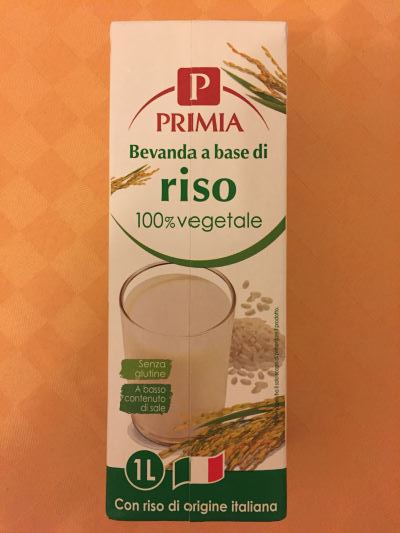 P
PRIMIA
Bevanda a base di
riso
100% vegetale
Senza
glutine
A basso
contenuto
di sale
1L
Con riso di origine italiana